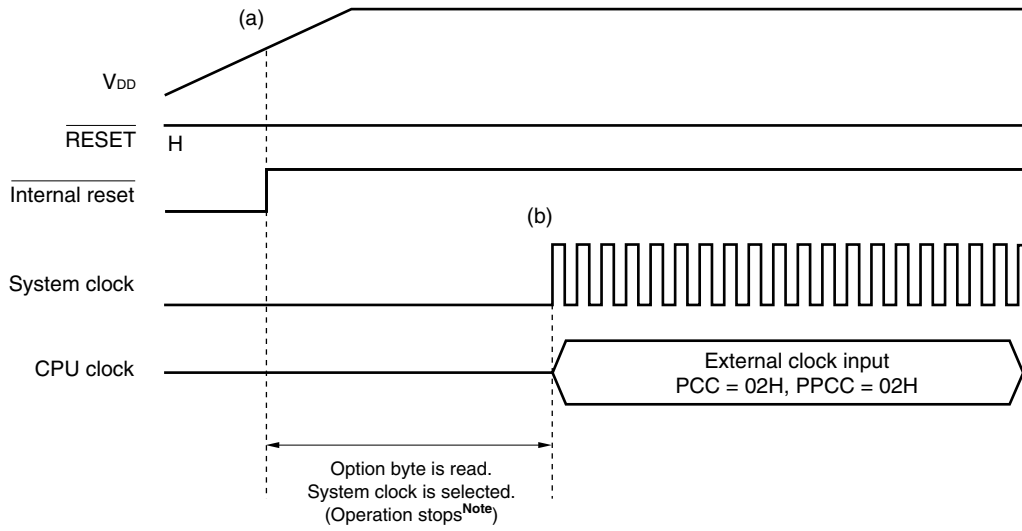 (a)
VDD
RESET
H
Internal reset
(b)
System clock
CPU clock
External clock input
PCC = 02H, PPCC = 02H
Option byte is read.
System clock is selected.
(Operation stopsNote)